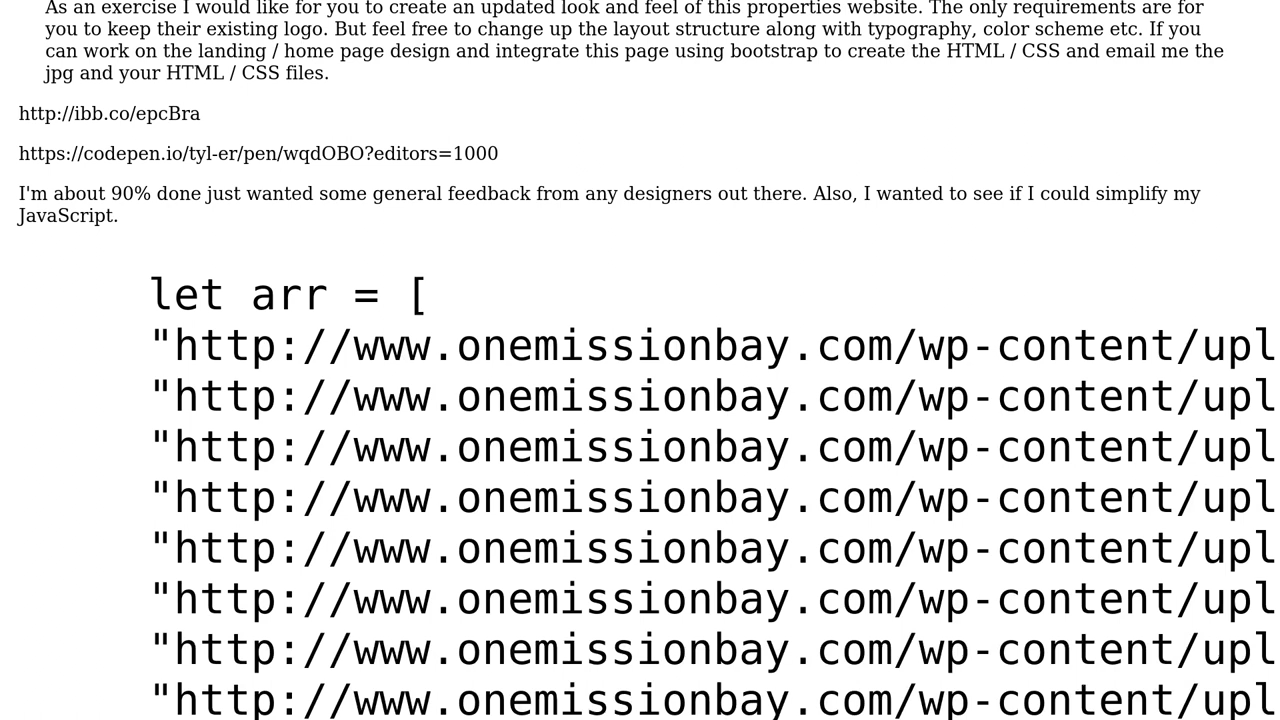 As an exercise I would like for you to create an updated look and feel of this properties website. The only requirements are for
you to keep their existing logo. But feel free to change up the layout structure along with typography, color scheme etc. If you
can work on the landing / home page design and integrate this page using bootstrap to create the HTML / CSS and email me the
jpg and your HTML / CSS files.
http://ibb.co/epcBra
https://codepen.io/tyl-er/pen/wqdOBO?editors=1000
I'm about 90% done just wanted some general feedback from any designers out there. Also, I wanted to see if I could simplify my
JavaScript.
let arr = [
"http://www.onemissionbay.com/wp-content/upl
"http://www.onemissionbay.com/wp-content/upl
"http://www.onemissionbay.com/wp-content/upl
"http://www.onemissionbay.com/wp-content/upl
"http://www.onemissionbay.com/wp-content/upl
"http://www.onemissionbay.com/wp-content/upl
"http://www.onemissionbay.com/wp-content/upl
"http://www.onemissionbay.com/wp-content/upl